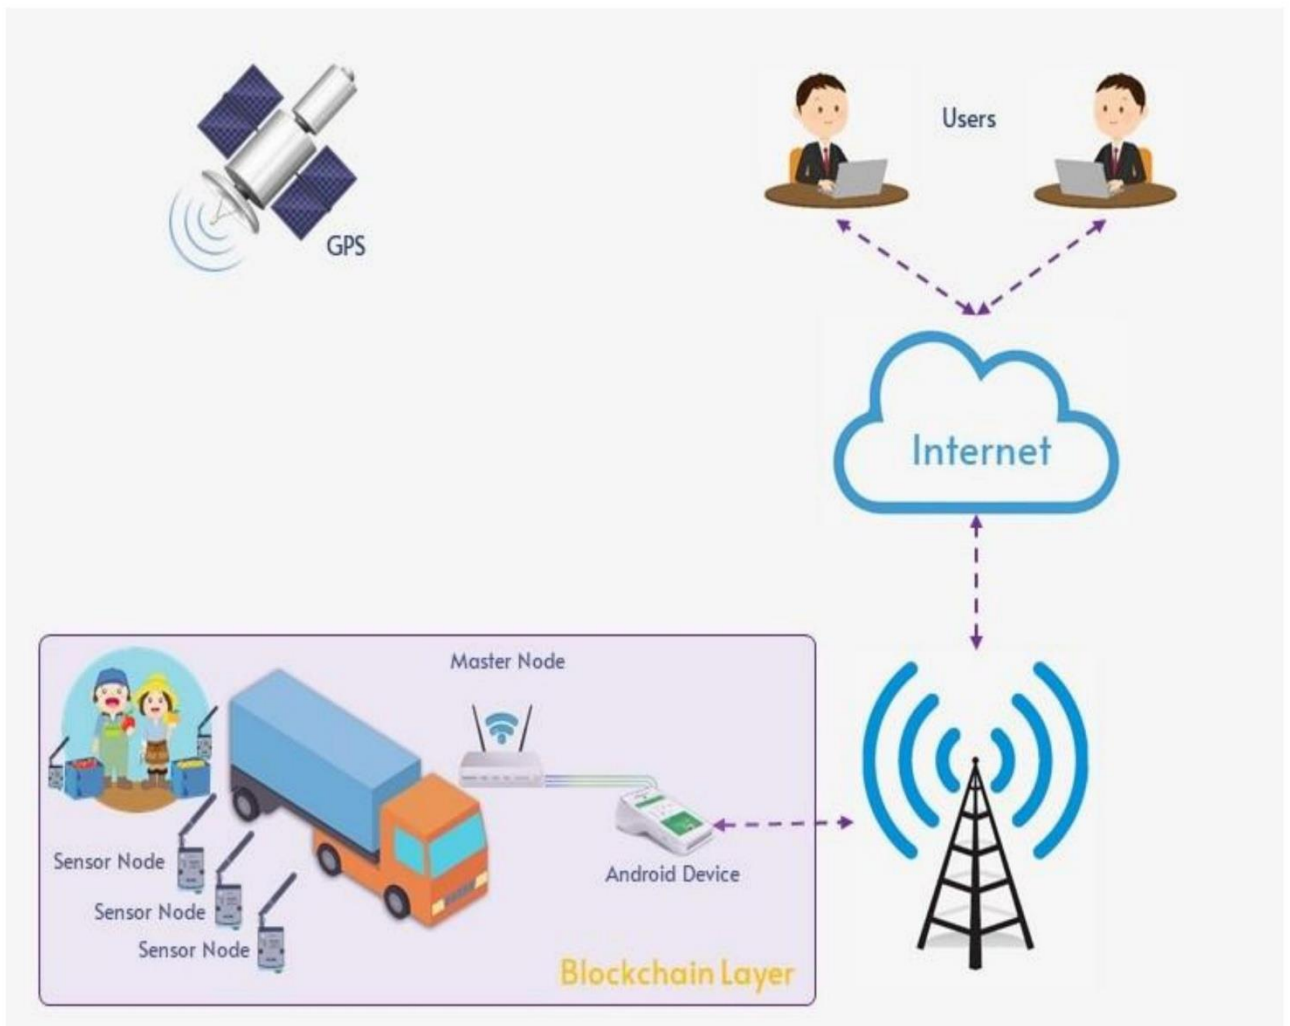 Users
GPS
Internet
Master Node
Sensor Node
Android Device
Sensor Node
Sensor Node
Blockchain Layer